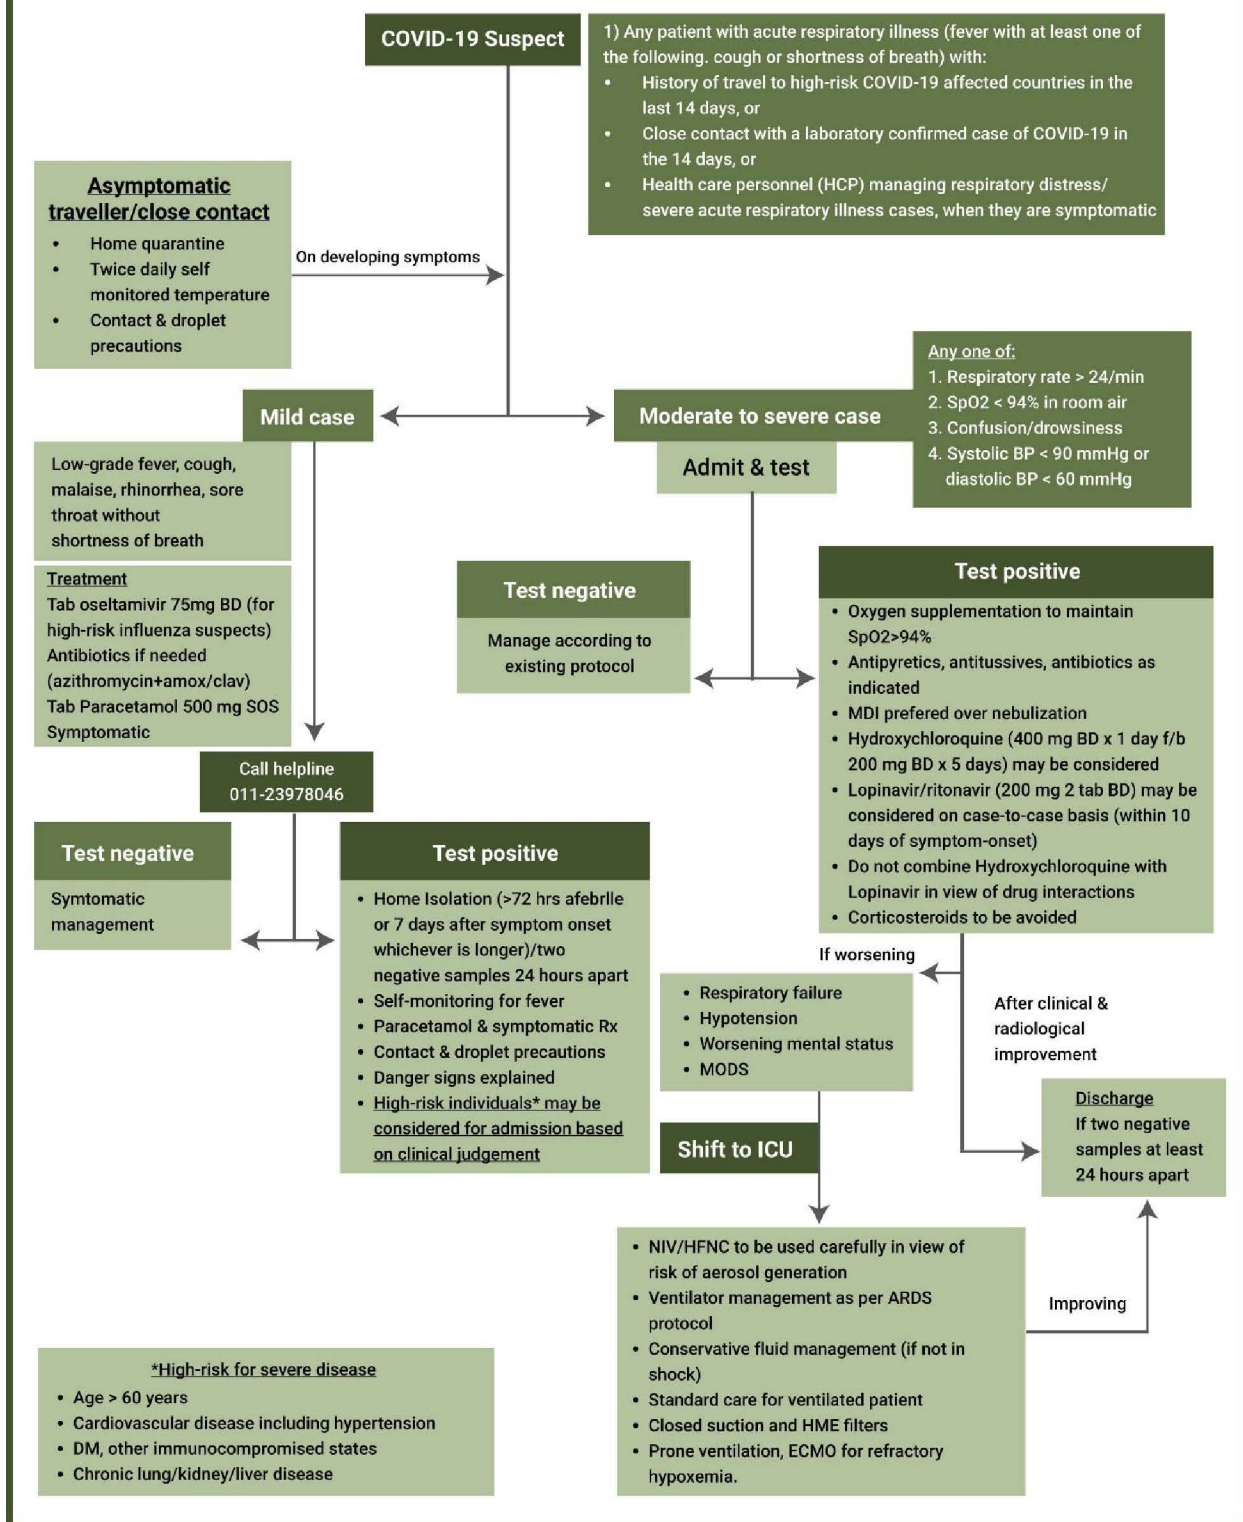 COVID-19 Suspect
1) Any patient with acute respiratory illness (fever with at least one of
the following. cough or shortness of breath) with:
• History of travel to high-risk COVID-19 affected countries in the
last 14 days, or
• Close contact with a laboratory confirmed case of COVID-19 in
the 14 days, or
• Health care personnel (HCP) managing respiratory distress/
severe acute respiratory illness cases, when they are symptomatic
Asymptomatic
traveller/close contact
• Home quarantine
• Twice daily self
monitored temperature
• Contact & droplet
precautions
On developing symptoms
Mild case
Moderate to severe case
Admit & test
Any one of:
1. Respiratory rate > 24/min
2. SpO2 < 94% in room air
3. Confusion/drowsiness
4. Systolic BP < 90 mmHg or
diastolic BP < 60 mmHg
Low-grade fever, cough,
malaise, rhinorrhea, sore
throat without
shortness of breath
Treatment
Tab oseltamivir 75mg BD (for
high-risk influenza suspects)
Antibiotics if needed
(azithromycin+amox/clav)
Tab Paracetamol 500 mg SOS
Symptomatic
Call helpline
011-23978046
Test negative
Symtomatic
management
Test positive
• Home Isolation (>72 hrs afebrlle
or 7 days after symptom onset
whichever is longer)/two
negative samples 24 hours apart
• Self-monitoring for fever
• Paracetamol & symptomatic Rx
• Contact & droplet precautions
• Danger signs explained
• High-risk individuals* may be
considered for admission based
on clinical judgement
Test negative
Manage according to
existing protocol
Test positive
• Oxygen supplementation to maintain
SpO2>94%
• Antipyretics, antitussives, antibiotics as
indicated
• MDI prefered over nebulization
• Hydroxychloroquine (400 mg BD x 1 day f/b
200 mg BD x 5 days) may be considered
• Lopinavir/ritonavir (200 mg 2 tab BD) may be
considered on case-to-case basis (within 10
days of symptom-onset)
• Do not combine Hydroxychloroquine with
Lopinavir in view of drug interactions
• Corticosteroids to be avoided
If worsening
• Respiratory failure
• Hypotension
• Worsening mental status
• MODS
After clinical &
radiological
improvement
Shift to ICU
Discharge
If two negative
samples at least
24 hours apart
• NIV/HFNC to be used carefully in view of
risk of aerosol generation
• Ventilator management as per ARDS
protocol
• Conservative fluid management (if not in
shock)
• Standard care for ventilated patient
• Closed suction and HME filters
• Prone ventilation, ECMO for refractory
hypoxemia.
Improving
*High-risk for severe disease
• Age > 60 years
• Cardiovascular disease including hypertension
• DM, other immunocompromised states
• Chronic lung/kidney/liver disease